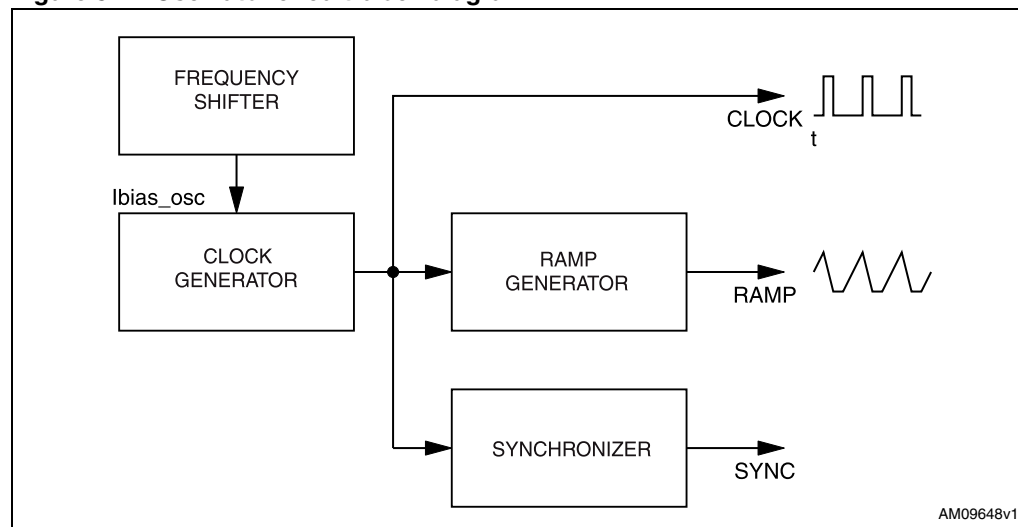 FREQUENCY
SHIFTER
CLOCK
t
Ibias_osc
CLOCK
GENERATOR
RAMP
GENERATOR
RAMP
SYNCHRONIZER
SYNC
AM09648v1